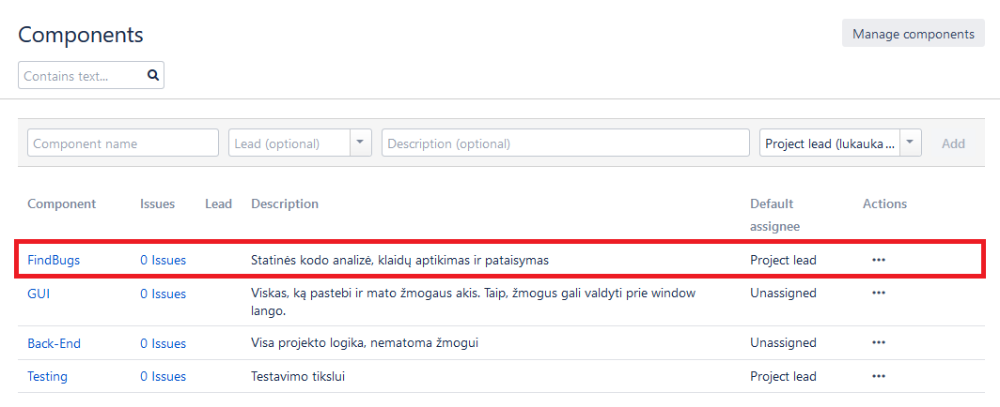 Components
Manage components
Contains text...
Component name
Lead (optional)
Description (optional)
Project lead (lukauka ...
Add
Component Issues Lead Description Default assignee Actions
FindBugs 0 Issues Statinės kodo analizė, klaidų aptikimas ir pataisymas Project lead •••
GUI 0 Issues Viskas, ką pastebi ir mato žmogaus akis. Taip, žmogus gali valdyti prie window Unassigned •••
lango.
Back-End 0 Issues Visa projekto logika, nematoma žmogui Unassigned •••
Testing 0 Issues Testavimo tikslui Project lead •••